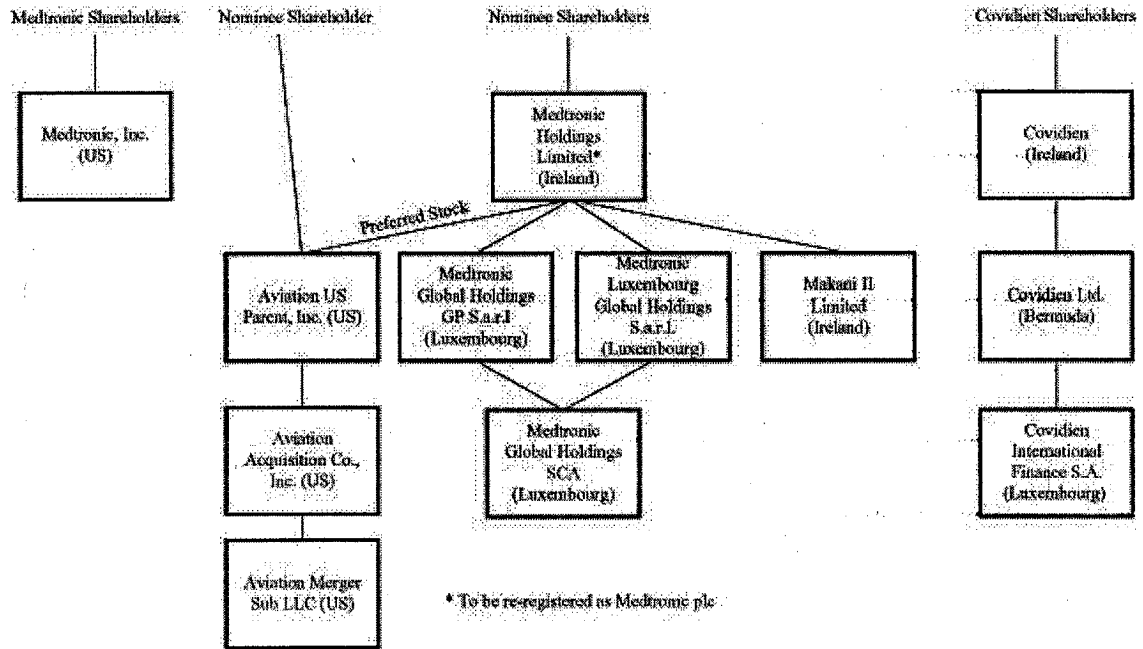 Medtronic Shareholders
Nominee Shareholder
Nominee Shareholders
Covidien Shareholders
Medtronic, Inc.
(US)
Medtronic
Holdings
Limited*
(Ireland)
Covidien
(Ireland)
Preferred Stock
Aviation US
Parent, Inc. (US)
Medtronic
Global Holdings
GP S.a.r.l
(Luxembourg)
Medtronic
Luxembourg
Global Holdings
S.a.r.l.
(Luxembourg)
Makani II
Limited
(Ireland)
Covidien Ltd.
(Bermuda)
Aviation
Acquisition Co.,
Inc. (US)
Medtronic
Global Holdings
SCA
(Luxembourg)
Covidien
International
Finance S.A.
(Luxembourg)
Aviation Merger
Sub LLC (US)
* To be re-registered as Medtronic plc